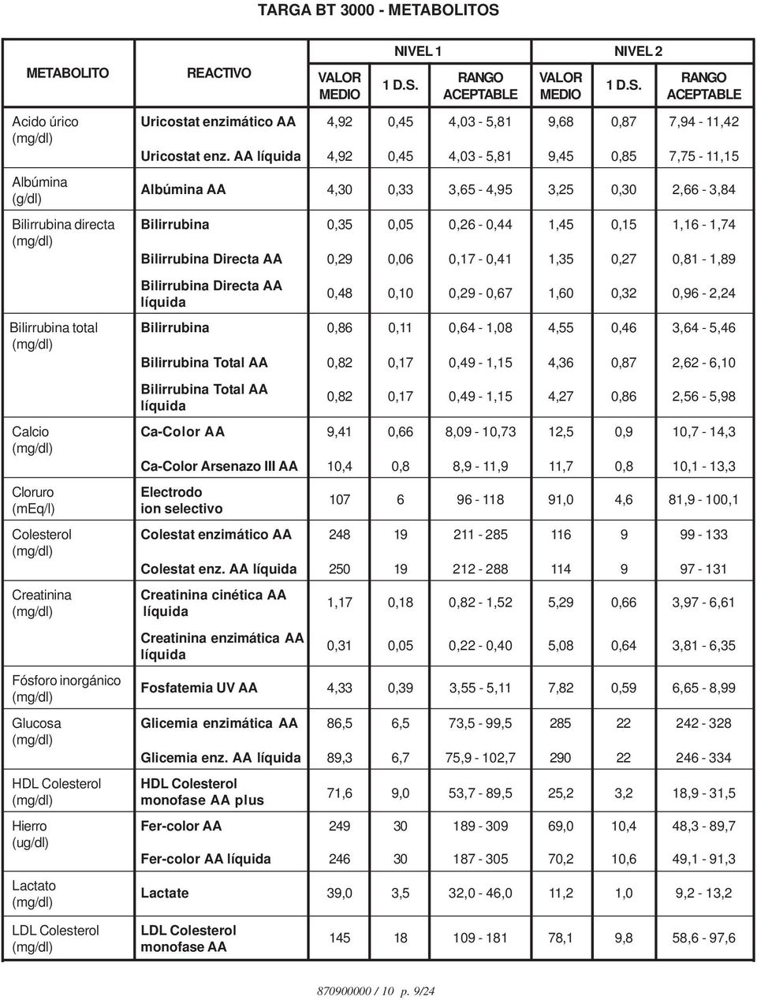 TARGA BT 3000 - METABOLITOS
NIVEL 1 NIVEL 2
METABOLITO REACTIVO VALOR MEDIO 1 D.S. RANGO ACEPTABLE VALOR MEDIO 1 D.S. RANGO ACEPTABLE
Acido úrico (mg/dl) Uricostat enzimático AA 4,92 0,45 4,03 - 5,81 9,68 0,87 7,94 - 11,42
Uricostat enz. AA líquida 4,92 0,45 4,03 - 5,81 9,45 0,85 7,75 - 11,15
Albúmina (g/dl) Albúmina AA 4,30 0,33 3,65 - 4,95 3,25 0,30 2,66 - 3,84
Bilirrubina directa (mg/dl) Bilirrubina 0,35 0,05 0,26 - 0,44 1,45 0,15 1,16 - 1,74
Bilirrubina Directa AA 0,29 0,06 0,17 - 0,41 1,35 0,27 0,81 - 1,89
Bilirrubina Directa AA líquida 0,48 0,10 0,29 - 0,67 1,60 0,32 0,96 - 2,24
Bilirrubina total (mg/dl) Bilirrubina 0,86 0,11 0,64 - 1,08 4,55 0,46 3,64 - 5,46
Bilirrubina Total AA 0,82 0,17 0,49 - 1,15 4,36 0,87 2,62 - 6,10
Bilirrubina Total AA líquida 0,82 0,17 0,49 - 1,15 4,27 0,86 2,56 - 5,98
Calcio (mg/dl) Ca-Color AA 9,41 0,66 8,09 - 10,73 12,5 0,9 10,7 - 14,3
Ca-Color Arsenazo III AA 10,4 0,8 8,9 - 11,9 11,7 0,8 10,1 - 13,3
Cloruro (mEq/l) Electrodo ion selectivo 107 6 96 - 118 91,0 4,6 81,9 - 100,1
Colesterol (mg/dl) Colestat enzimático AA 248 19 211 - 285 116 9 99 - 133
Colestat enz. AA líquida 250 19 212 - 288 114 9 97 - 131
Creatinina (mg/dl) Creatinina cinética AA líquida 1,17 0,18 0,82 - 1,52 5,29 0,66 3,97 - 6,61
Creatinina enzimática AA líquida 0,31 0,05 0,22 - 0,40 5,08 0,64 3,81 - 6,35
Fósforo inorgánico (mg/dl) Fosfatemia UV AA 4,33 0,39 3,55 - 5,11 7,82 0,59 6,65 - 8,99
Glucosa (mg/dl) Glicemia enzimática AA 86,5 6,5 73,5 - 99,5 285 22 242 - 328
Glicemia enz. AA líquida 89,3 6,7 75,9 - 102,7 290 22 246 - 334
HDL Colesterol (mg/dl) HDL Colesterol monofase AA plus 71,6 9,0 53,7 - 89,5 25,2 3,2 18,9 - 31,5
Hierro (ug/dl) Fer-color AA 249 30 189 - 309 69,0 10,4 48,3 - 89,7
Fer-color AA líquida 246 30 187 - 305 70,2 10,6 49,1 - 91,3
Lactato (mg/dl) Lactate 39,0 3,5 32,0 - 46,0 11,2 1,0 9,2 - 13,2
LDL Colesterol (mg/dl) LDL Colesterol monofase AA 145 18 109 - 181 78,1 9,8 58,6 - 97,6
870900000 / 10 p. 9/24